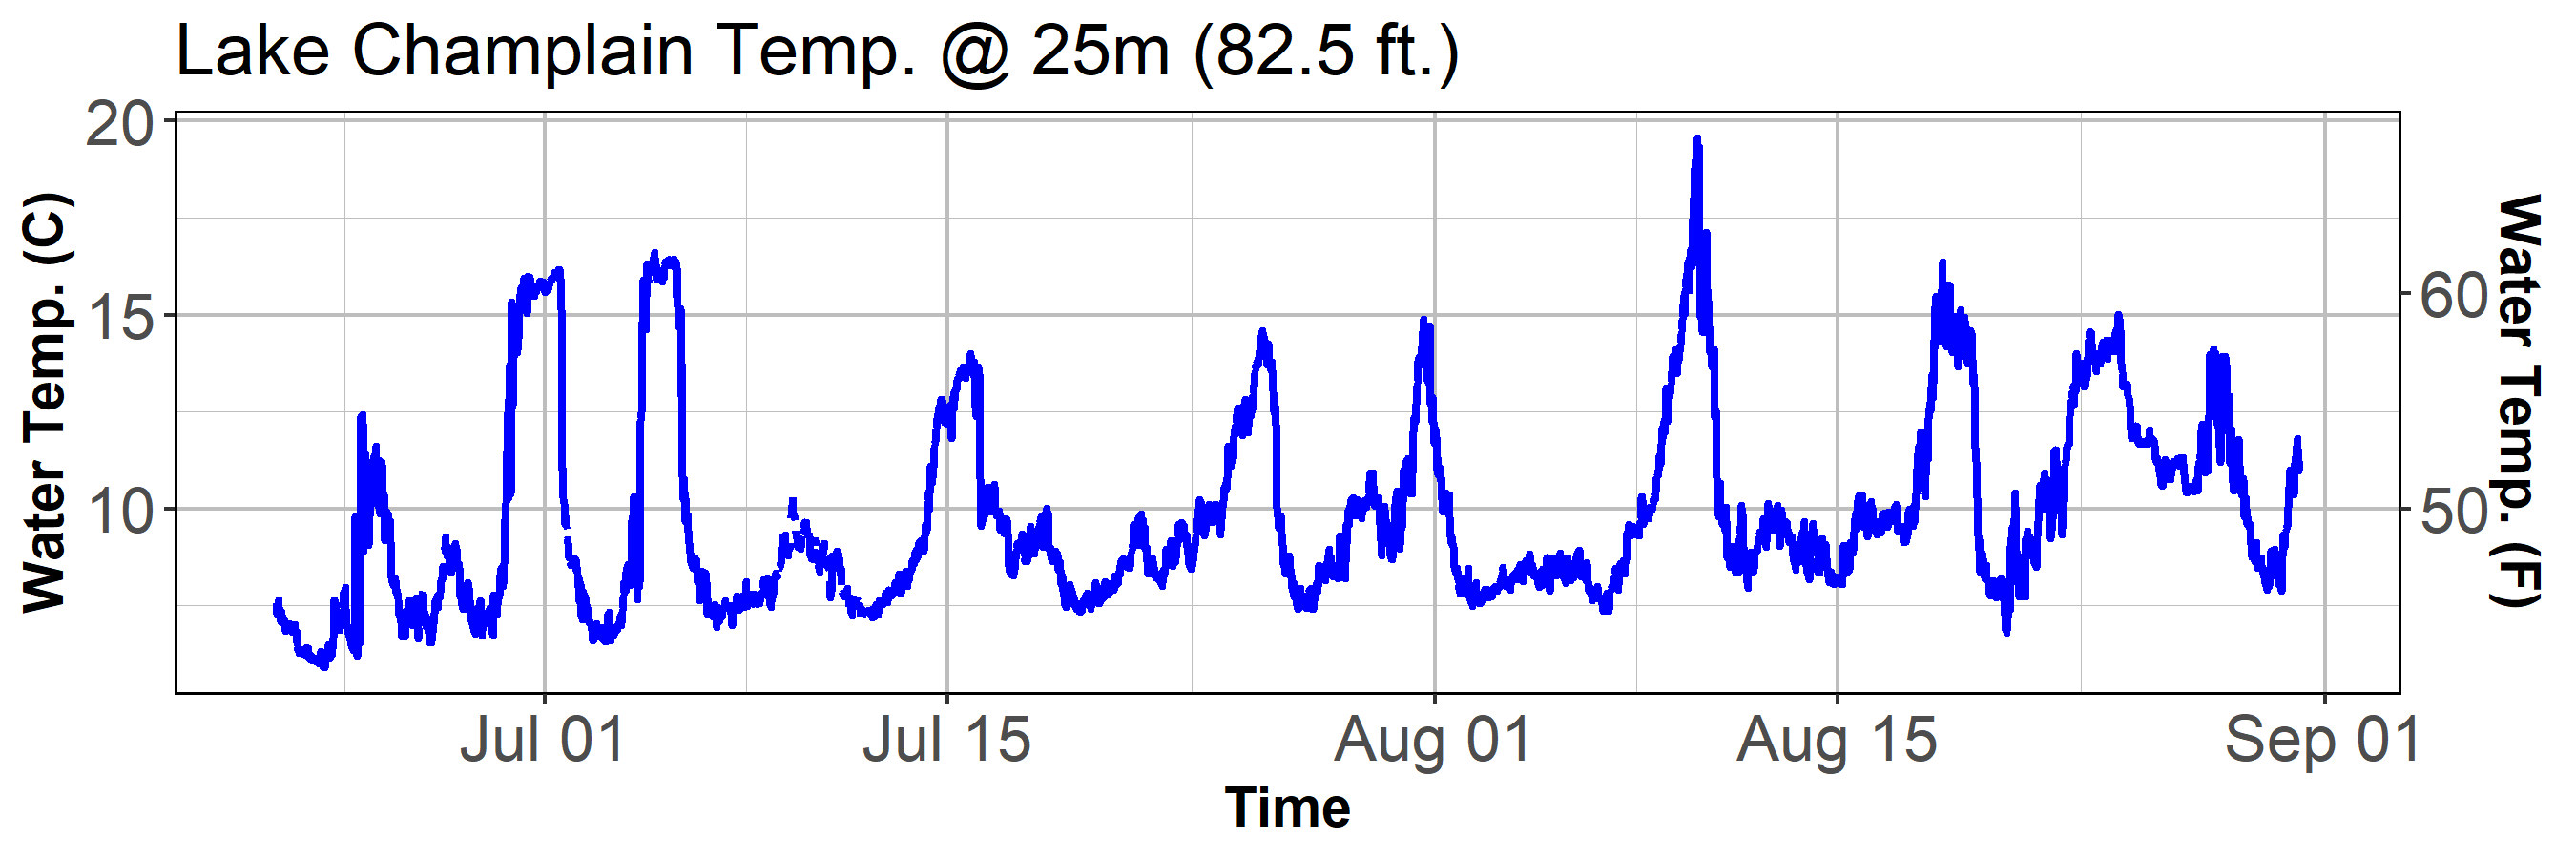 Lake Champlain Temp. @ 25m (82.5 ft.)
20
15
10
Water Temp. (C)
60
50
Water Temp. (F)
Jul 01 Jul 15 Aug 01 Aug 15 Sep 01
Time